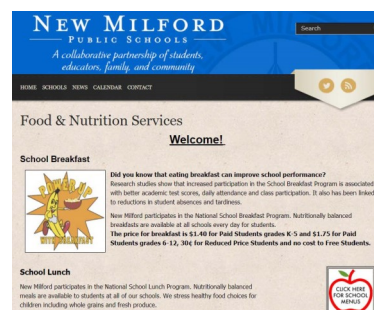 NEW MILFORD
PUBLIC SCHOOLS
A collaborative partnership of students,
educators, family, and community
Search
HOME SCHOOLS NEWS CALENDAR CONTACT
Food & Nutrition Services
Welcome!
School Breakfast
POWER UP
WITH BREAKFAST
Did you know that eating breakfast can improve school performance?
Research studies show that increased participation in the School Breakfast Program is associated
with better academic test scores, daily attendance and class participation. It also has been linked
to reductions in student absences and tardiness.
New Milford participates in the National School Breakfast Program. Nutritionally balanced
breakfasts are available at all schools every day for students.
The price for breakfast is $1.40 for Paid Students grades K-5 and $1.75 for Paid
Students grades 6-12, 30¢ for Reduced Price Students and no cost to Free Students.
School Lunch
New Milford participates in the National School Lunch Program. Nutritionally balanced
meals are available to students at all of our schools. We stress healthy food choices for
children including whole grains and fresh produce.
CLICK HERE
FOR SCHOOL
MENUS